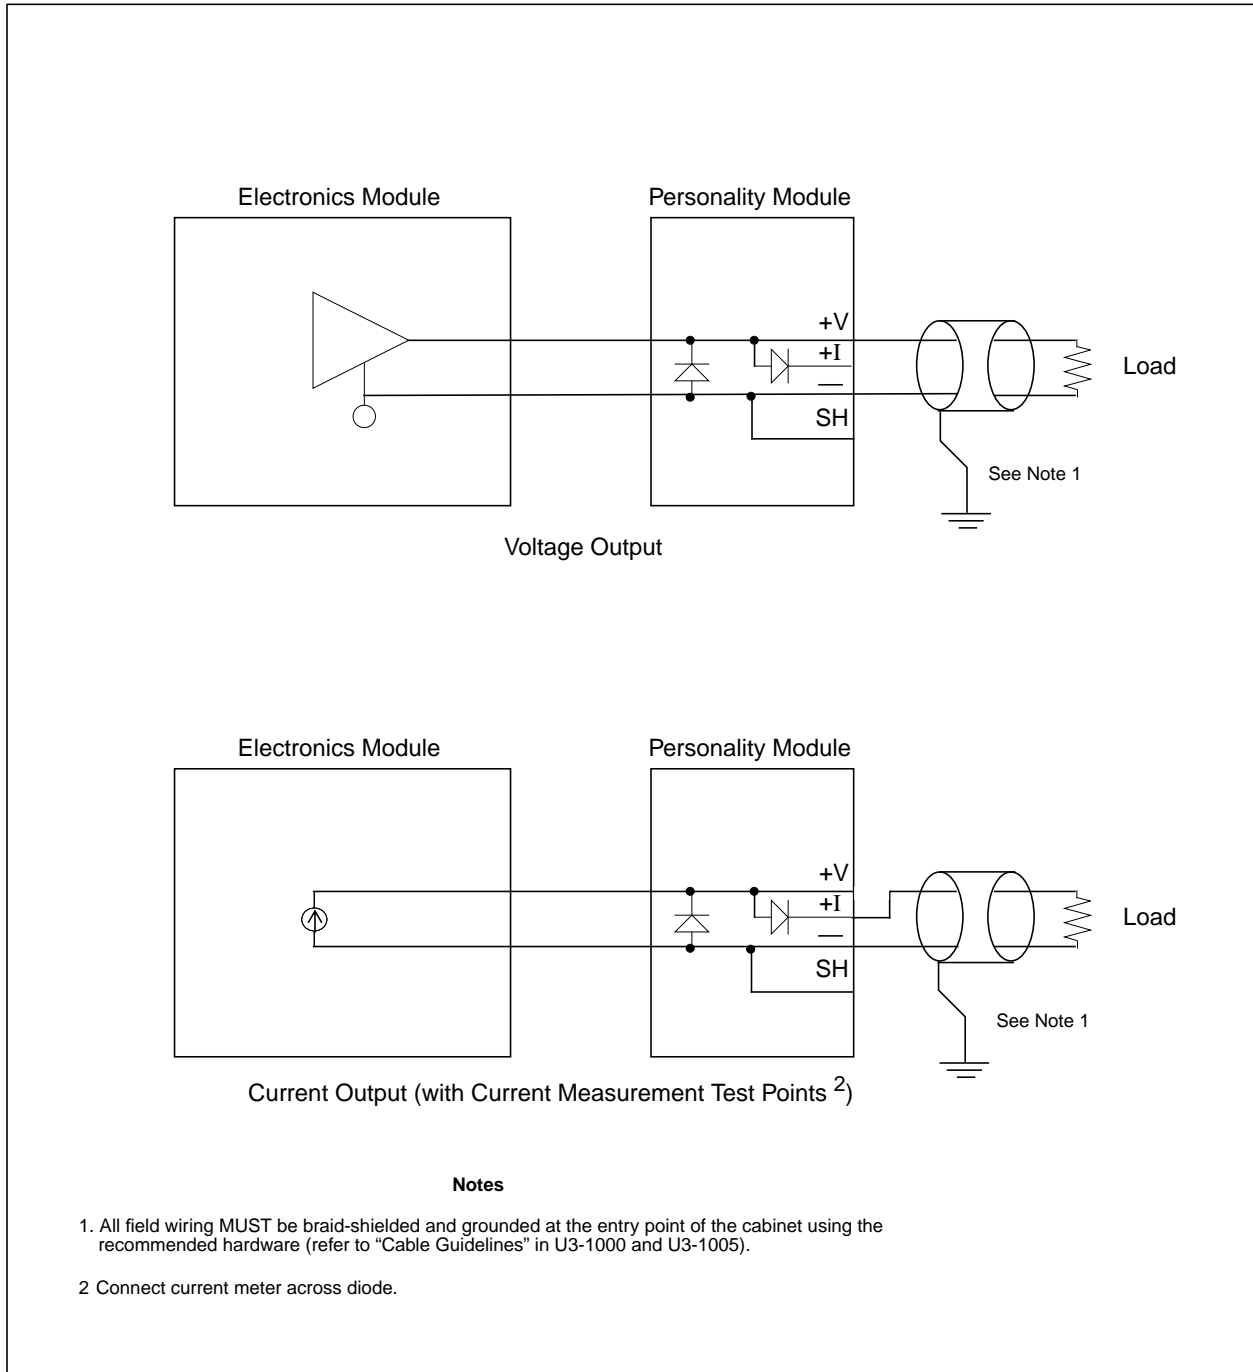 Electronics Module
Personality Module
+V
+I
—
SH
Load
See Note 1
Voltage Output
Electronics Module
Personality Module
+V
+I
—
SH
Load
See Note 1
Current Output (with Current Measurement Test Points 2)
Notes
1. All field wiring MUST be braid-shielded and grounded at the entry point of the cabinet using the
recommended hardware (refer to “Cable Guidelines” in U3-1000 and U3-1005).
2 Connect current meter across diode.